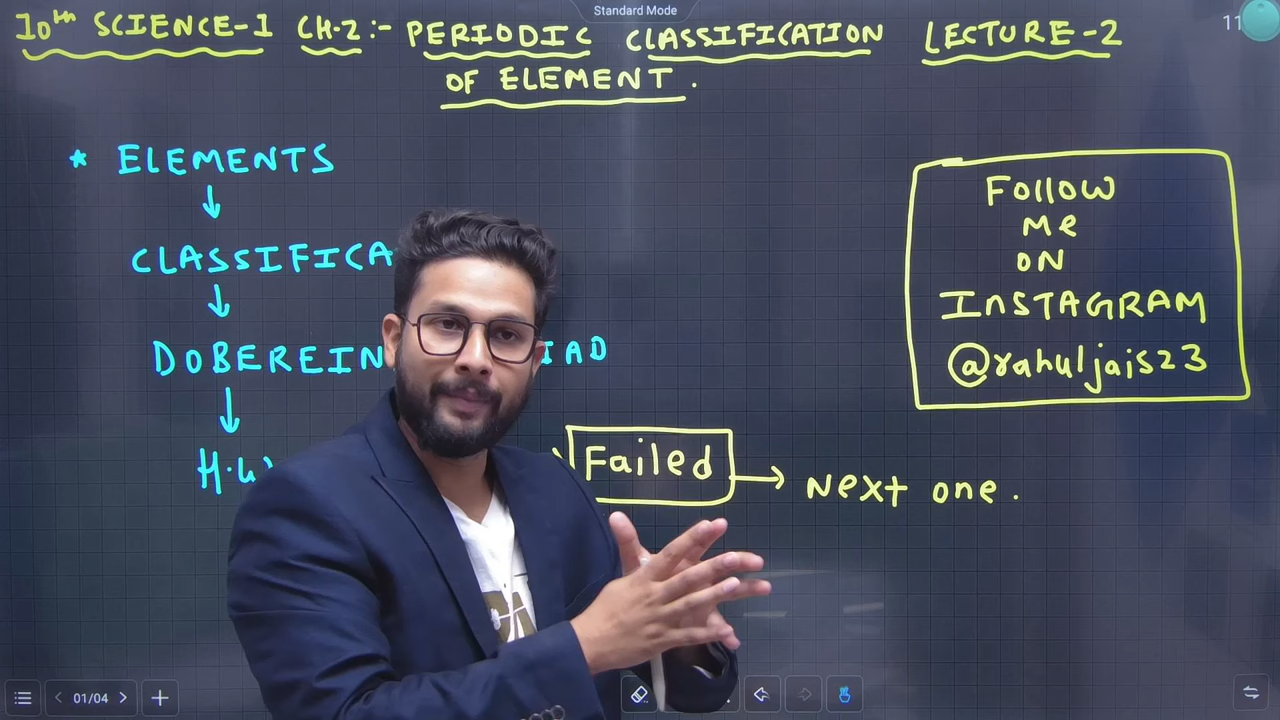 Standard Mode
10th SCIENCE-1 CH-2:- PERIODIC CLASSIFICATION LECTURE-2
OF ELEMENT.
11
* ELEMENTS
↓
CLASSIFICA
↓
DOBEREIN IAD
↓
H.W
Failed → Next one.
Follow
Me
ON
INSTAGRAM
@rahuljais23
01/04